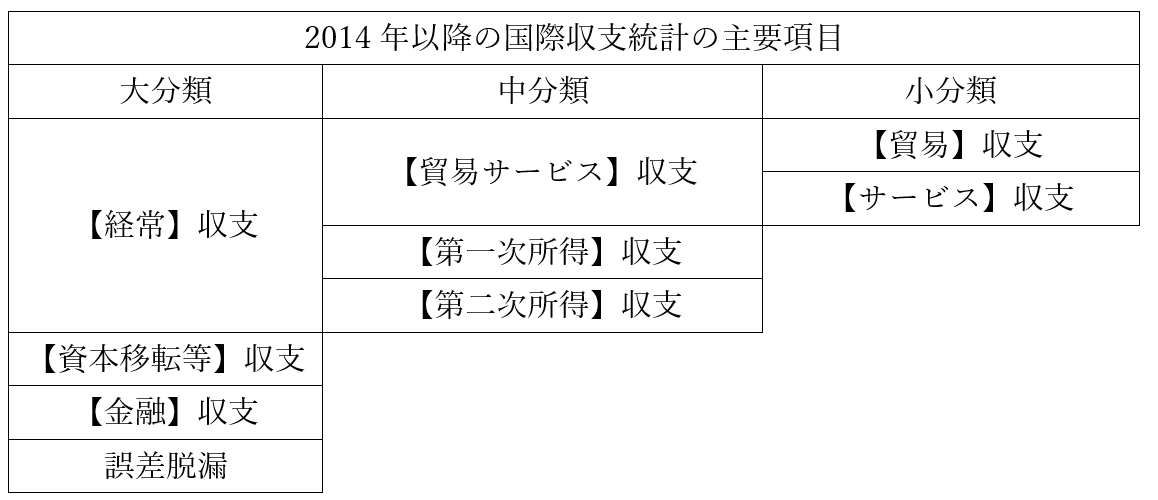 2014 年以降の国際収支統計の主要項目
大分類 中分類 小分類
【経常】収支 【貿易サービス】収支 【貿易】収支
【サービス】収支
【第一次所得】収支
【第二次所得】収支
【資本移転等】収支
【金融】収支
誤差脱漏